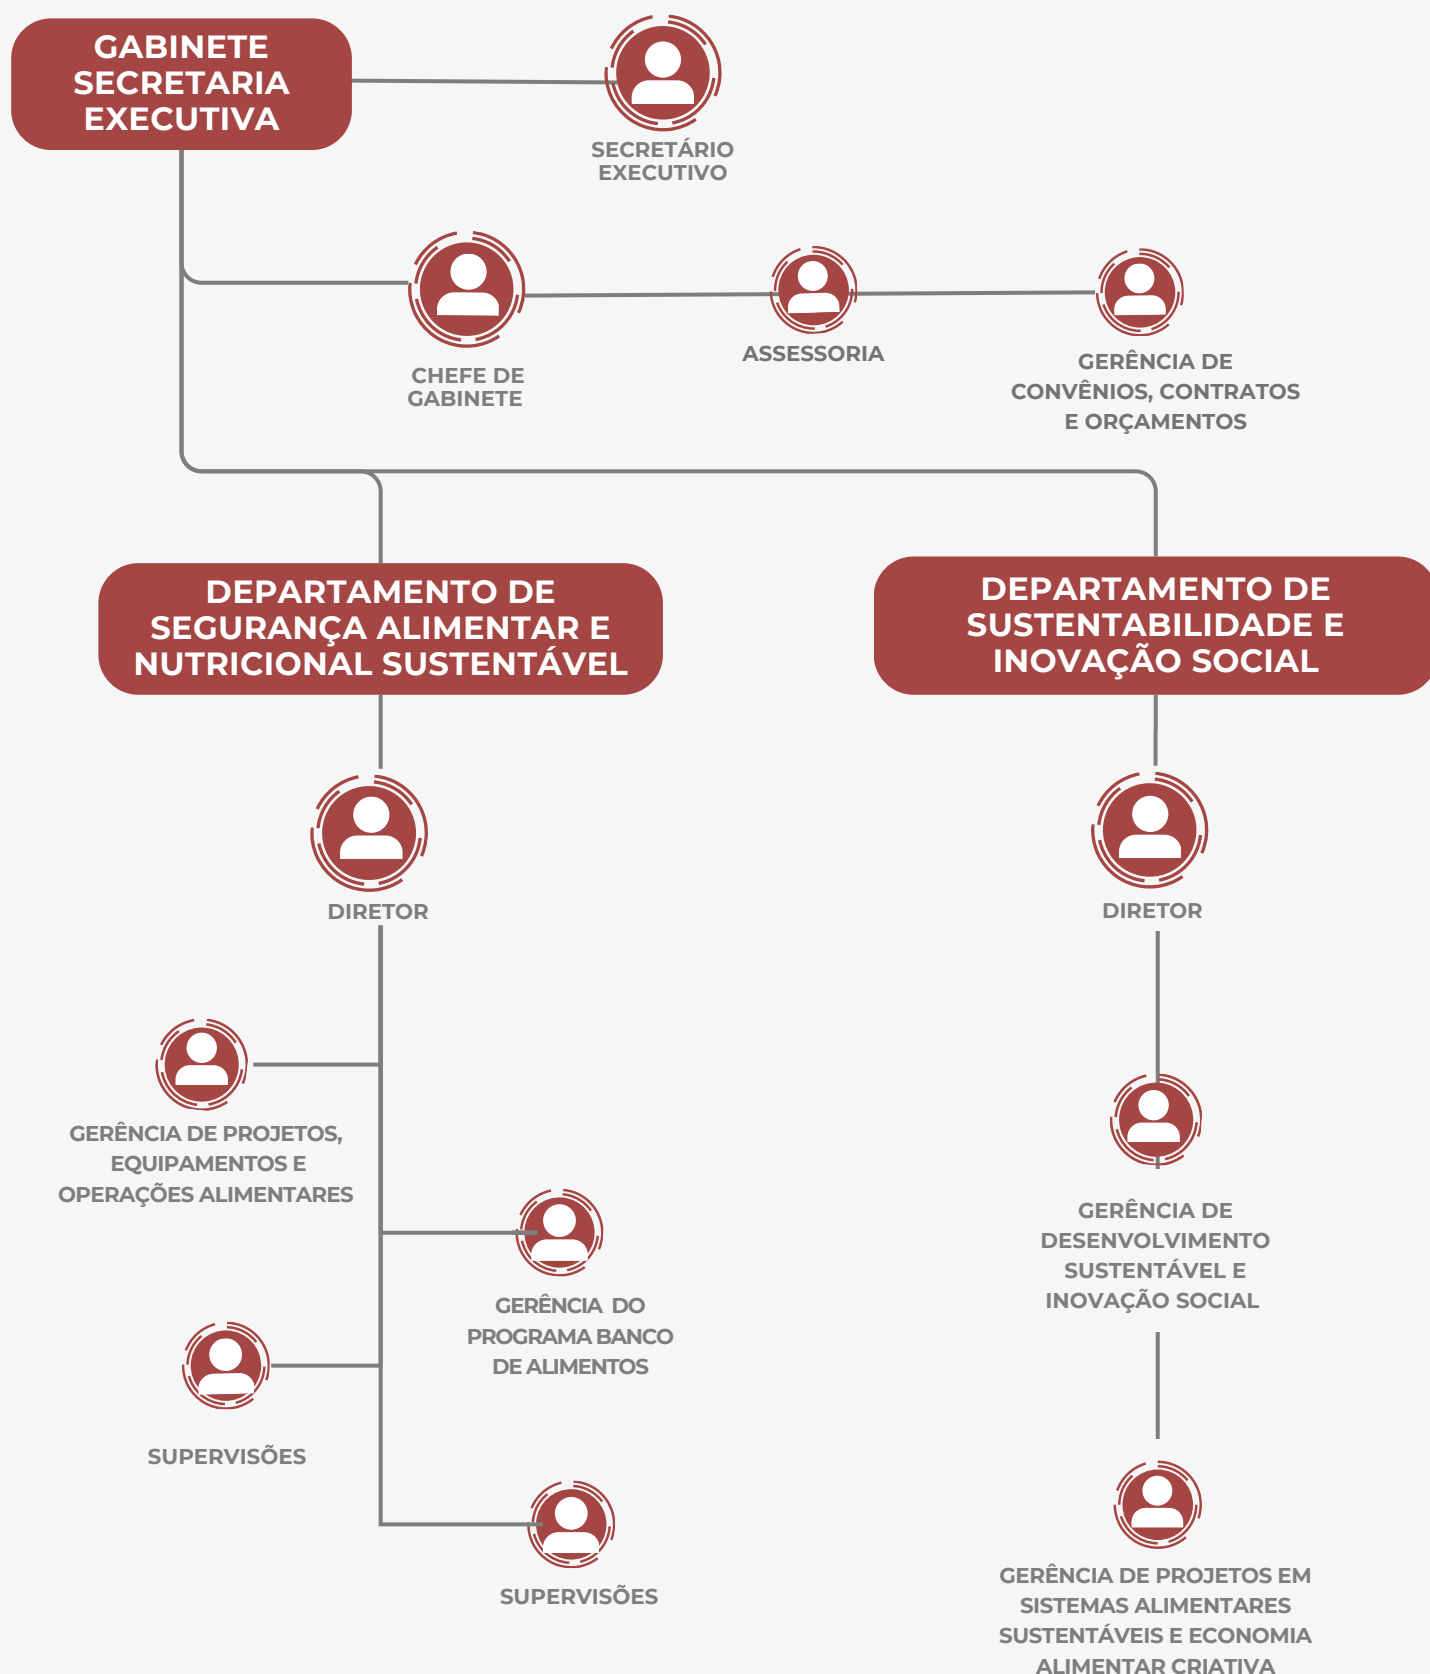 GABINETE
SECRETARIA
EXECUTIVA
SECRETÁRIO
EXECUTIVO
CHEFE DE
GABINETE
ASSESSORIA
GERÊNCIA DE
CONVÊNIOS, CONTRATOS
E ORÇAMENTOS
DEPARTAMENTO DE
SEGURANÇA ALIMENTAR E
NUTRICIONAL SUSTENTÁVEL
DEPARTAMENTO DE
SUSTENTABILIDADE E
INOVAÇÃO SOCIAL
DIRETOR
DIRETOR
GERÊNCIA DE PROJETOS,
EQUIPAMENTOS E
OPERAÇÕES ALIMENTARES
GERÊNCIA DO
PROGRAMA BANCO
DE ALIMENTOS
SUPERVISÕES
SUPERVISÕES
GERÊNCIA DE
DESENVOLVIMENTO
SUSTENTÁVEL E
INOVAÇÃO SOCIAL
GERÊNCIA DE PROJETOS EM
SISTEMAS ALIMENTARES
SUSTENTÁVEIS E ECONOMIA
ALIMENTAR CRIATIVA